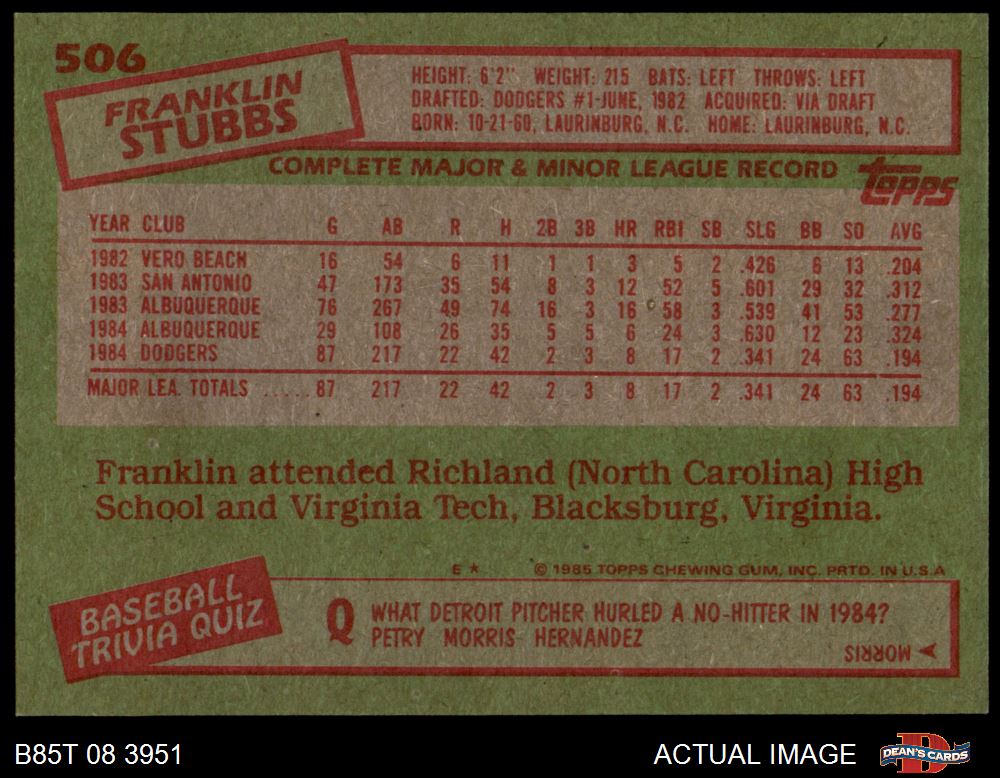 506
FRANKLIN
STUBBS
HEIGHT: 6'2" WEIGHT: 215 BATS: LEFT THROWS: LEFT
DRAFTED: DODGERS #1-JUNE, 1982 ACQUIRED: VIA DRAFT
BORN: 10-21-60, LAURINBURG, N.C. HOME: LAURINBURG, N.C.
COMPLETE MAJOR & MINOR LEAGUE RECORD
topps
YEAR CLUB G AB R H 2B 3B HR RBI SB SLG BB SO AVG
1982 VERO BEACH 16 54 6 11 1 1 3 5 2 .426 6 13 .204
1983 SAN ANTONIO 47 173 35 54 8 3 12 52 5 .601 29 32 .312
1983 ALBUQUERQUE 76 267 49 74 16 3 16 58 3 .539 41 53 .277
1984 ALBUQUERQUE 29 108 26 35 5 5 6 24 3 .630 12 23 .324
1984 DODGERS 87 217 22 42 2 3 8 17 2 .341 24 63 .194
MAJOR LEA. TOTALS ..... 87 217 22 42 2 3 8 17 2 .341 24 63 .194
Franklin attended Richland (North Carolina) High
School and Virginia Tech, Blacksburg, Virginia.
E * © 1985 TOPPS CHEWING GUM, INC. PRTD. IN U.S.A
BASEBALL
TRIVIA QUIZ
Q WHAT DETROIT PITCHER HURLED A NO-HITTER IN 1984?
PETRY MORRIS HERNANDEZ
MORRIS
B85T 08 3951
ACTUAL IMAGE
D
DEAN'S CARDS